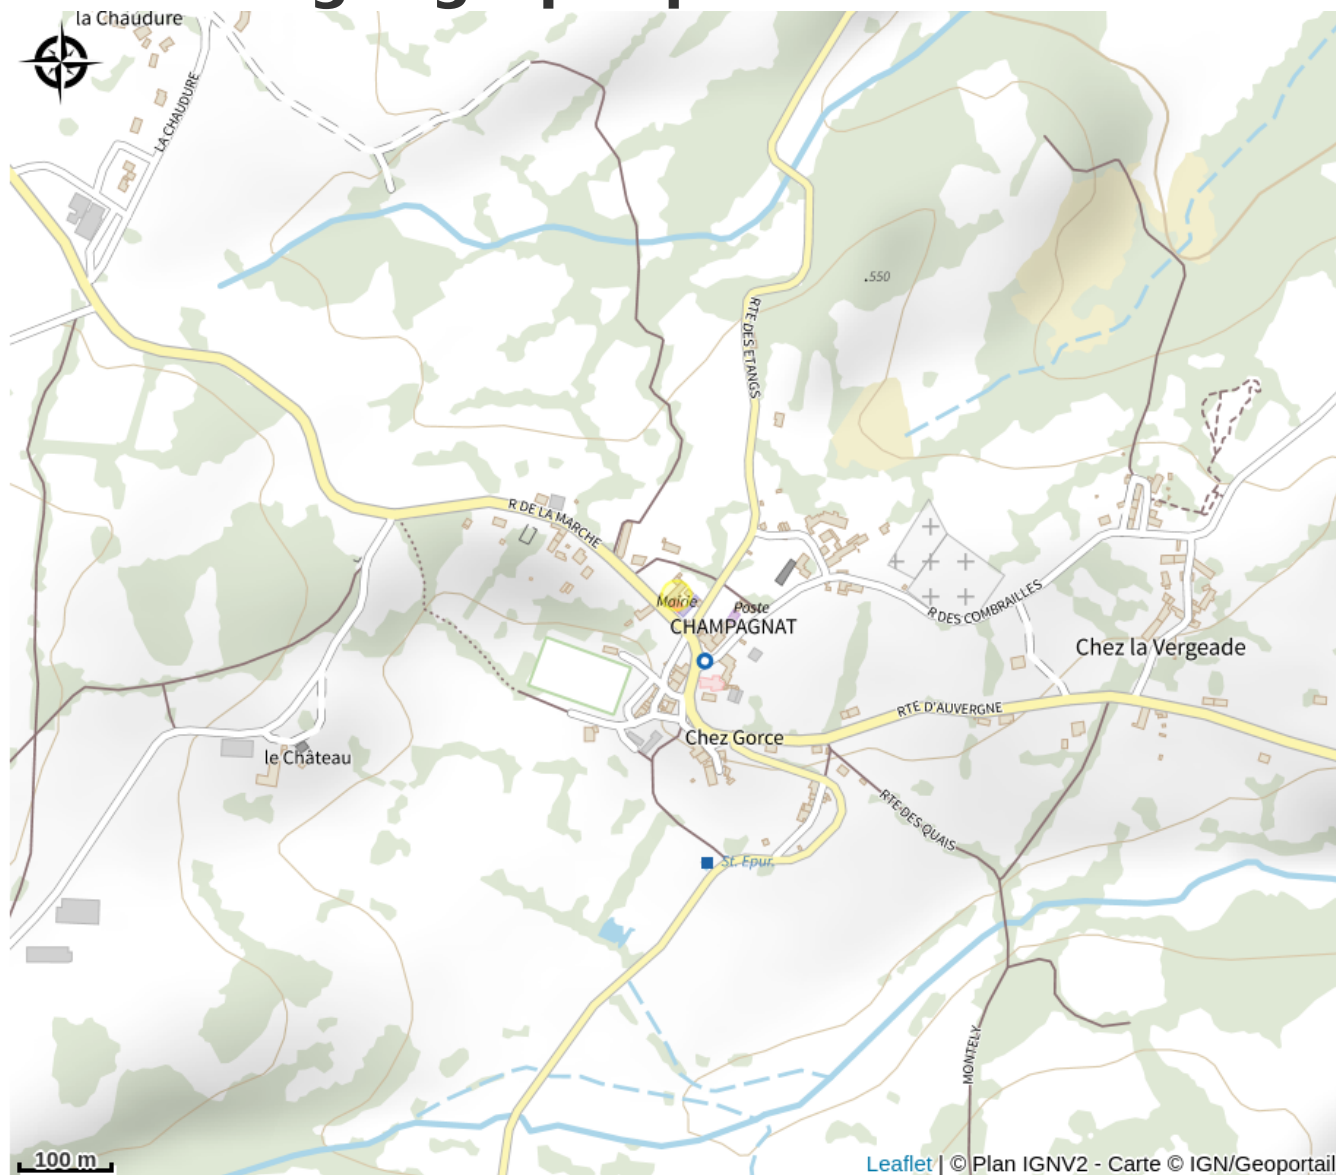 la Chaudure
LA CHAUDURE
.550
RTE DES ETANGS
R DE LA MARCHE
Mairie
Poste
CHAMPAGNAT
R DES COMBRAILLES
Chez la Vergeade
RTE D'AUVERGNE
Chez Gorce
le Château
RTE DES QUAIS
St. Epur.
MONTELY
100 m
Leaflet | © Plan IGNV2 - Carte © IGN/Geoportail